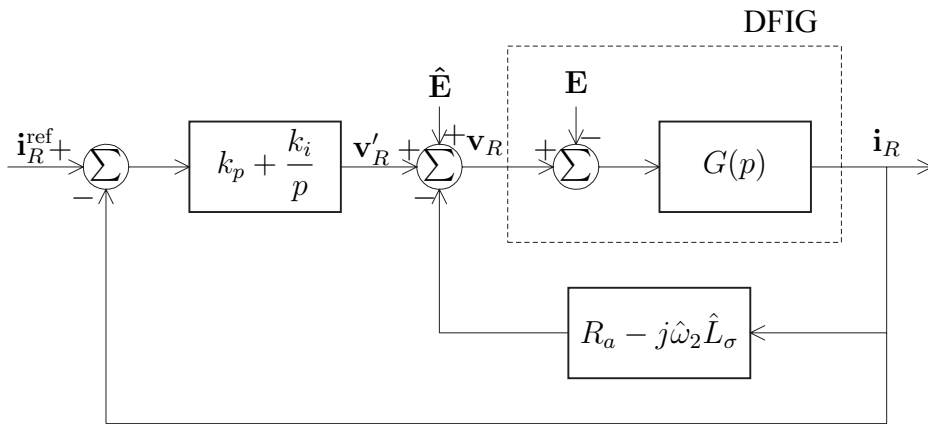 DFIG
Ê
E
i_R^ref
+
−
∑
k_p + k_i/p
v′_R
+
+
−
∑
v_R
+
−
∑
G(p)
i_R
R_a − jω̂_2 L̂_σ